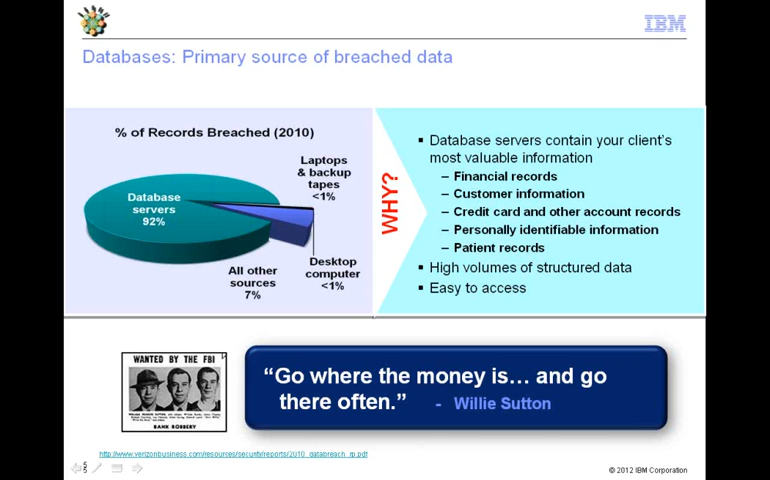 IBM
Databases: Primary source of breached data
% of Records Breached (2010)
Laptops
& backup
tapes
<1%
Database
servers
92%
Desktop
computer
<1%
All other
sources
7%
WHY?
▪ Database servers contain your client's
most valuable information
– Financial records
– Customer information
– Credit card and other account records
– Personally identifiable information
– Patient records
▪ High volumes of structured data
▪ Easy to access
WANTED BY THE FBI
BANK ROBBERY
“Go where the money is… and go
there often.” - Willie Sutton
http://www.verizonbusiness.com/resources/security/reports/2010_databreach_rp.pdf
5
5
© 2012 IBM Corporation